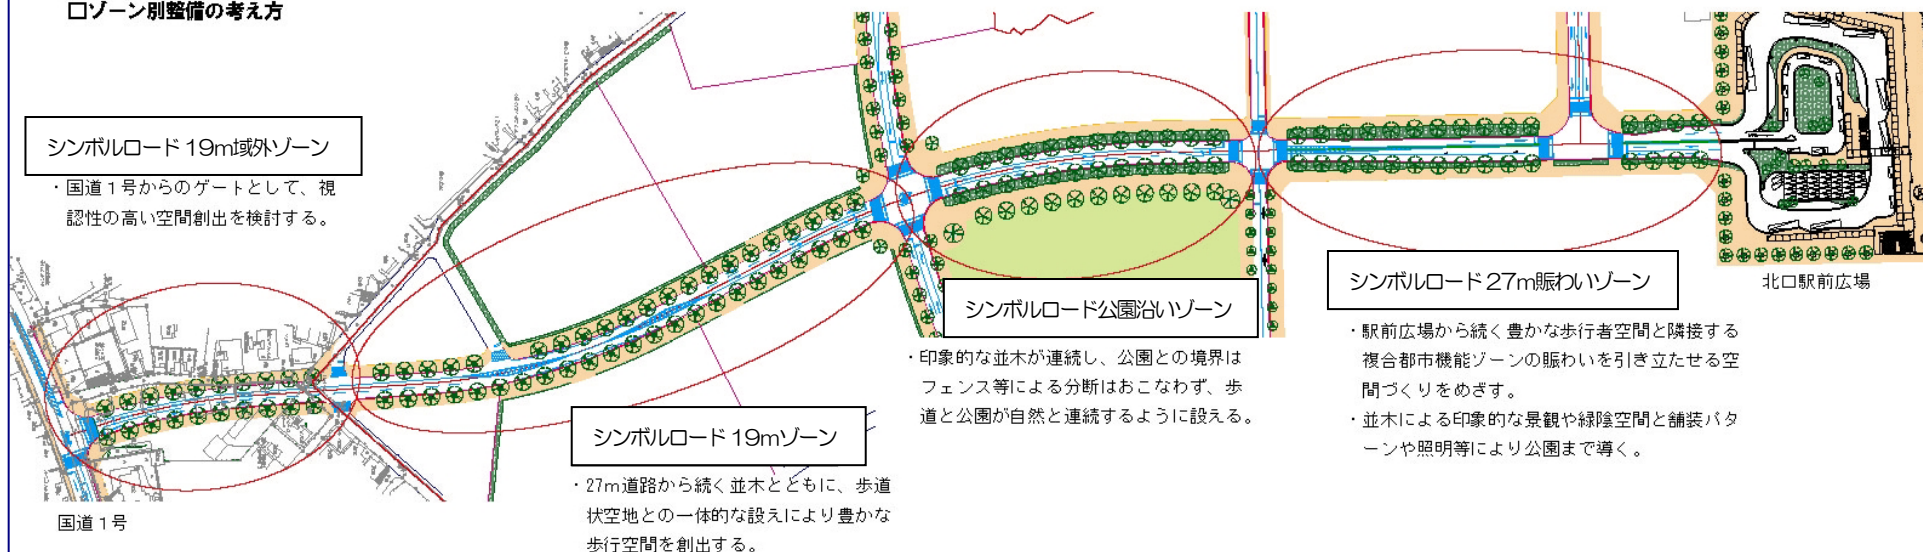 □ゾーン別整備の考え方
シンボルロード 19m域外ゾーン
・国道1号からのゲートとして、視
認性の高い空間創出を検討する。
国道1号
シンボルロード 19mゾーン
・27m道路から続く並木とともに、歩道
状空地との一体的な設えにより豊かな
歩行空間を創出する。
シンボルロード公園沿いゾーン
・印象的な並木が連続し、公園との境界は
フェンス等による分断はおこなわず、歩
道と公園が自然と連続するように設える。
シンボルロード 27m賑わいゾーン
・駅前広場から続く豊かな歩行者空間と隣接する
複合都市機能ゾーンの賑わいを引き立たせる空
間づくりをめざす。
・並木による印象的な景観や緑陰空間と舗装パタ
ーンや照明等により公園まで導く。
北口駅前広場